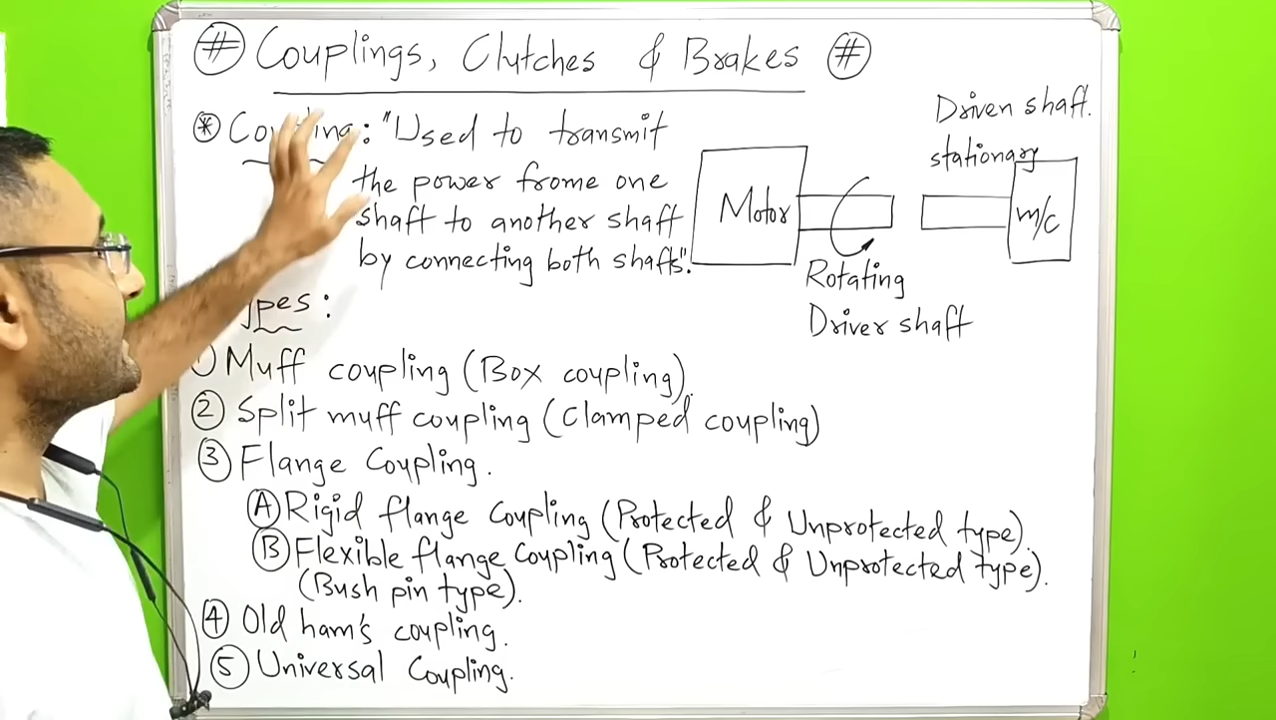 # Couplings, Clutches & Brakes #
"Used to transmit
the power frome one
shaft to another shaft
by connecting both shafts".
Driven shaft.
stationary
Motor
m/c
Rotating
Driver shaft
1) Muff coupling (Box coupling)
2 Split muff coupling (Clamped coupling)
3 Flange Coupling.
A Rigid flange Coupling (Protected & Unprotected type)
B Flexible flange Coupling (Protected & Unprotected type).
(Bush pin type).
4 Old ham's coupling.
5 Universal Coupling.